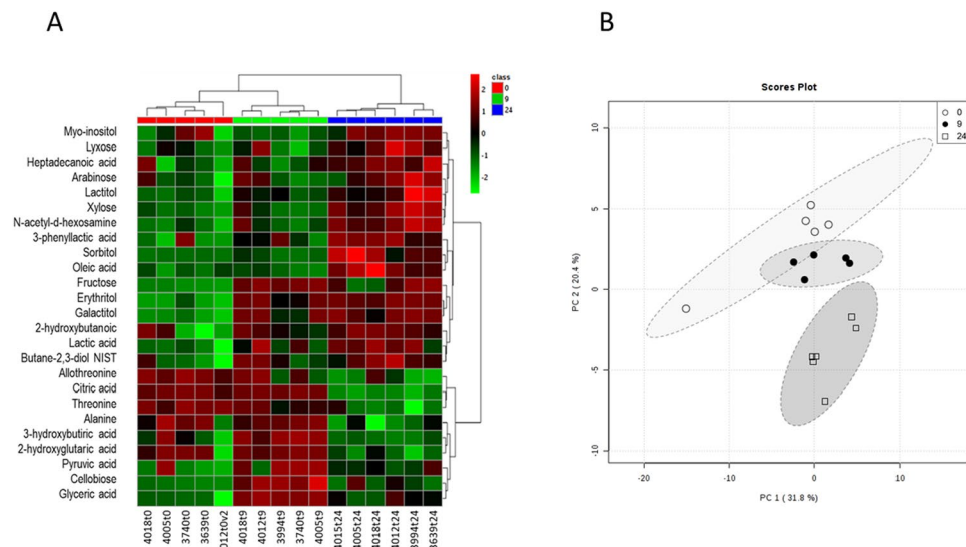 A
B
class
0
9
24
2
1
0
-1
-2
Myo-inositol
Lyxose
Heptadecanoic acid
Arabinose
Lactitol
Xylose
N-acetyl-d-hexosamine
3-phenyllactic acid
Sorbitol
Oleic acid
Fructose
Erythritol
Galactitol
2-hydroxybutanoic
Lactic acid
Butane-2,3-diol NIST
Allothreonine
Citric acid
Threonine
Alanine
3-hydroxybutiric acid
2-hydroxyglutaric acid
Pyruvic acid
Cellobiose
Glyceric acid
4018t0
4005t0
3740t0
3639t0
012t0v2
4018t9
4012t9
3994t9
3740t9
4005t9
4015t24
4005t24
4018t24
4012t24
3994t24
3639t24
Scores Plot
0
9
24
PC 2 ( 20.4 %)
10
5
0
-5
-10
-20
-10
0
10
PC 1 ( 31.8 %)